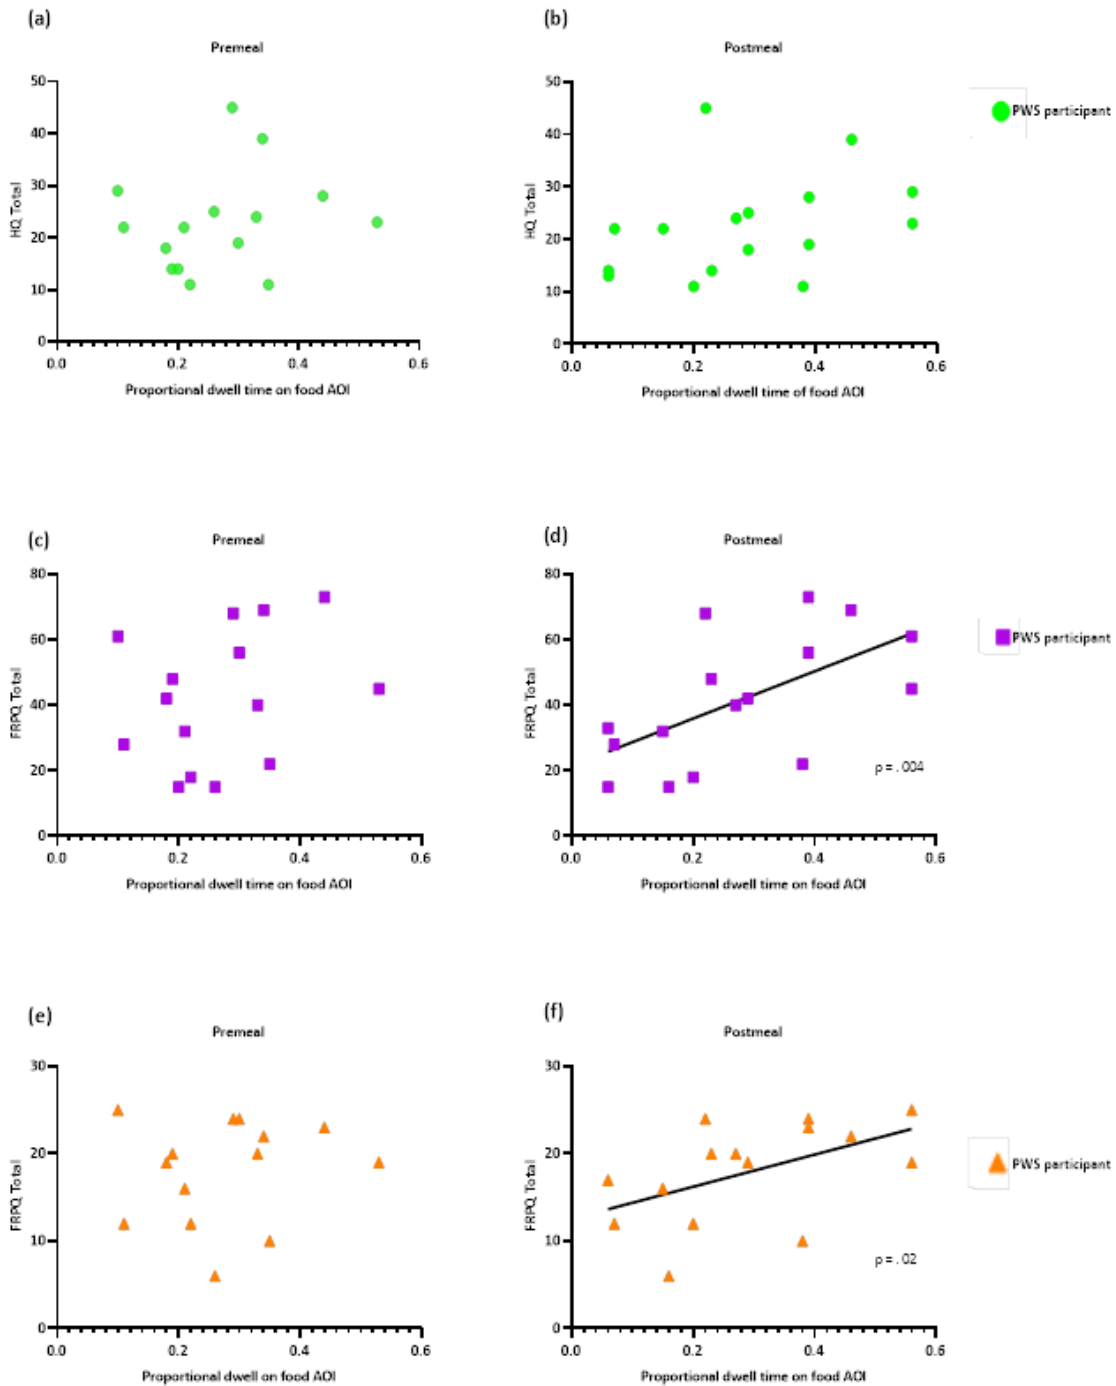 (a)
Premeal
50
40
30
20
10
0
HQ Total
0.0 0.2 0.4 0.6
Proportional dwell time on food AOI
(b)
Postmeal
50
40
30
20
10
0
HQ Total
0.0 0.2 0.4 0.6
Proportional dwell time of food AOI
PWS participant
(c)
Premeal
80
60
40
20
0
FRPQ Total
0.0 0.2 0.4 0.6
Proportional dwell time on food AOI
(d)
Postmeal
80
60
40
20
0
FRPQ Total
p = .004
0.0 0.2 0.4 0.6
Proportional dwell time on food AOI
PWS participant
(e)
Premeal
30
20
10
0
FRPQ Total
0.0 0.2 0.4 0.6
Proportional dwell on food AOI
(f)
Postmeal
30
20
10
0
FRPQ Total
p = .02
0.0 0.2 0.4 0.6
Proportional dwell time on food AOI
PWS participant